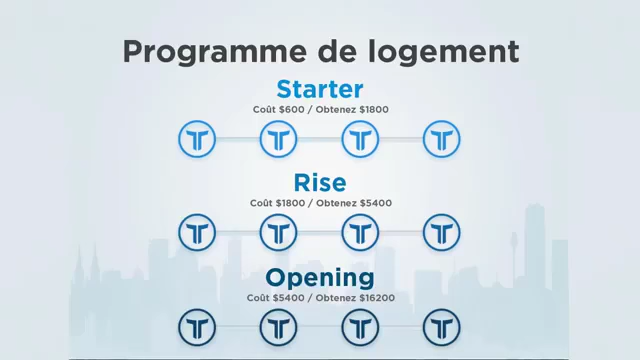 Programme de logement
Starter
Coût $600 / Obtenez $1800
Rise
Coût $1800 / Obtenez $5400
Opening
Coût $5400 / Obtenez $16200